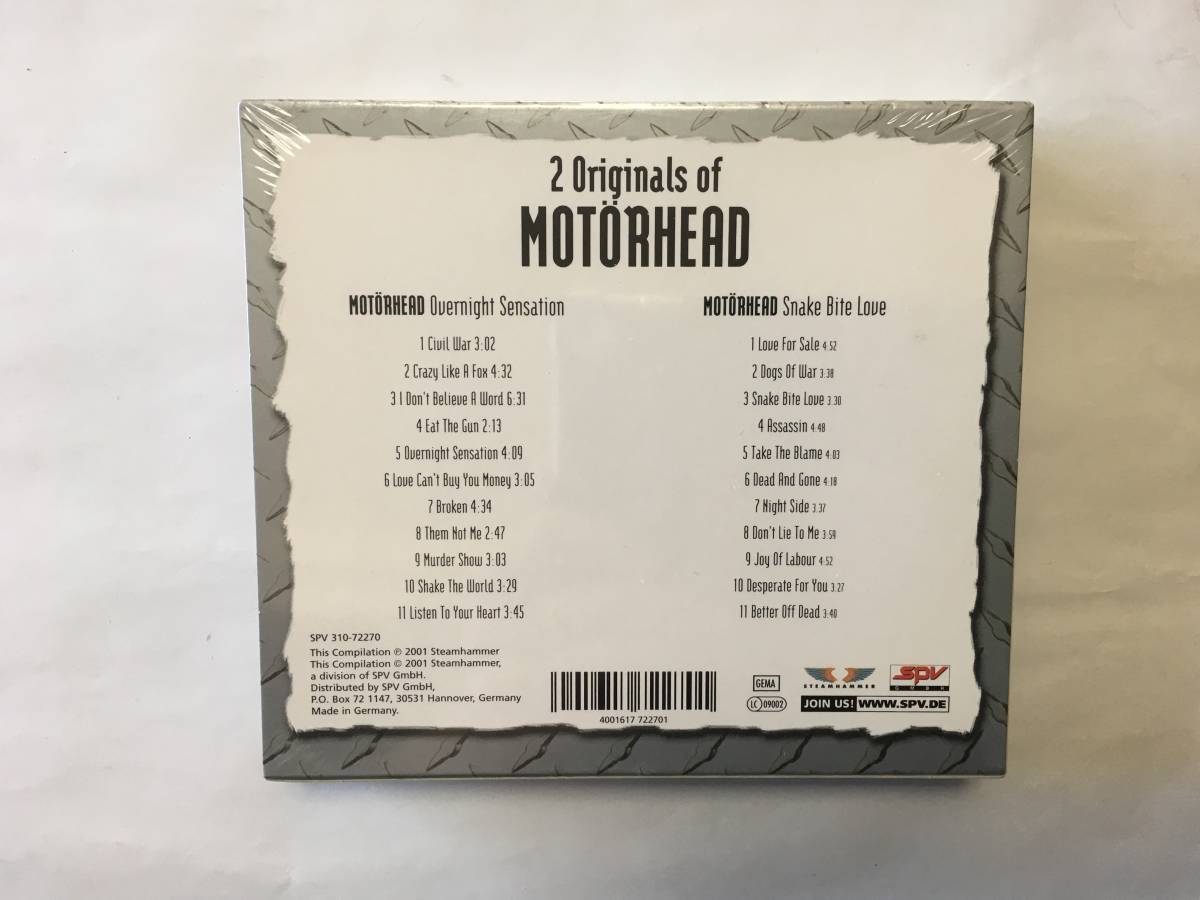 2 Originals of
MOTÖRHEAD
MOTÖRHEAD Overnight Sensation
1 Civil War 3:02
2 Crazy Like A Fox 4:32
3 I Don't Believe A Word 6:31
4 Eat The Gun 2:13
5 Overnight Sensation 4:09
6 Love Can't Buy You Money 3:05
7 Broken 4:34
8 Them Not Me 2:47
9 Murder Show 3:03
10 Shake The World 3:29
11 Listen To Your Heart 3:45
MOTÖRHEAD Snake Bite Love
1 Love For Sale 4:52
2 Dogs Of War 3:38
3 Snake Bite Love 3.30
4 Assassin 4:48
5 Take The Blame 4:03
6 Dead And Gone 4:18
7 Night Side 3.37
8 Don't Lie To Me 3:59
9 Joy Of Labour 4:52
10 Desperate For You 3:27
11 Better Off Dead 3:40
SPV 310-72270
This Compilation ℗ 2001 Steamhammer
This Compilation © 2001 Steamhammer,
a division of SPV GmbH.
Distributed by SPV GmbH,
P.O. Box 72 1147, 30531 Hannover, Germany
Made in Germany.
4001617 722701
GEMA
LC 09002
STEAMHAMMER
SPV
GMBH
JOIN US! WWW.SPV.DE